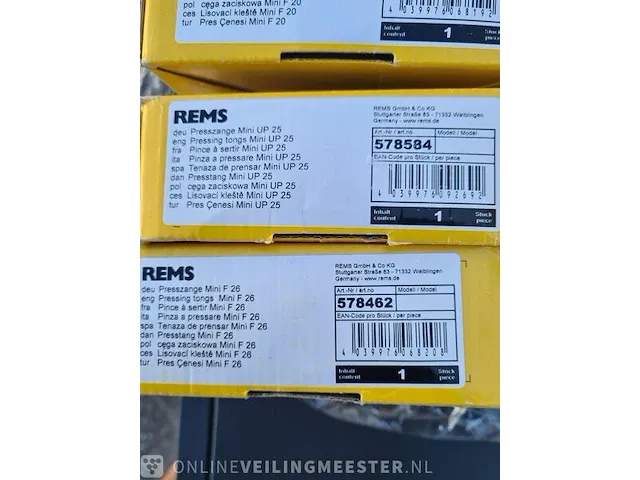 pol cęga zaciskowa Mini F 20
ces Lisovací kleště Mini F 20
tur Pres Çenesi Mini F 20
4 039976 068192
Inhalt content 1 Stück piece
REMS
deu Presszange Mini UP 25
eng Pressing tongs Mini UP 25
fra Pince à sertir Mini UP 25
ita Pinza a pressare Mini UP 25
spa Tenaza de prensar Mini UP 25
dan Presstang Mini UP 25
pol cęga zaciskowa Mini UP 25
ces Lisovací kleště Mini UP 25
tur Pres Çenesi Mini UP 25
REMS GmbH & Co KG
Stuttgarter Straße 83 - 71332 Waiblingen
Germany - www.rems.de
Art.-Nr / art.no Modell / Model
578584
EAN-Code pro Stück / per piece
4 039976 092692
Inhalt content 1 Stück piece
REMS
deu Presszange Mini F 26
eng Pressing tongs Mini F 26
fra Pince à sertir Mini F 26
ita Pinza a pressare Mini F 26
spa Tenaza de prensar Mini F 26
dan Presstang Mini F 26
pol cęga zaciskowa Mini F 26
ces Lisovací kleště Mini F 26
tur Pres Çenesi Mini F 26
REMS GmbH & Co KG
Stuttgarter Straße 83 - 71332 Waiblingen
Germany - www.rems.de
Art.-Nr / art.no Modell / Model
578462
EAN-Code pro Stück / per piece
4 039976 068208
Inhalt content 1 Stück piece
ONLINEVEILINGMEESTER.NL